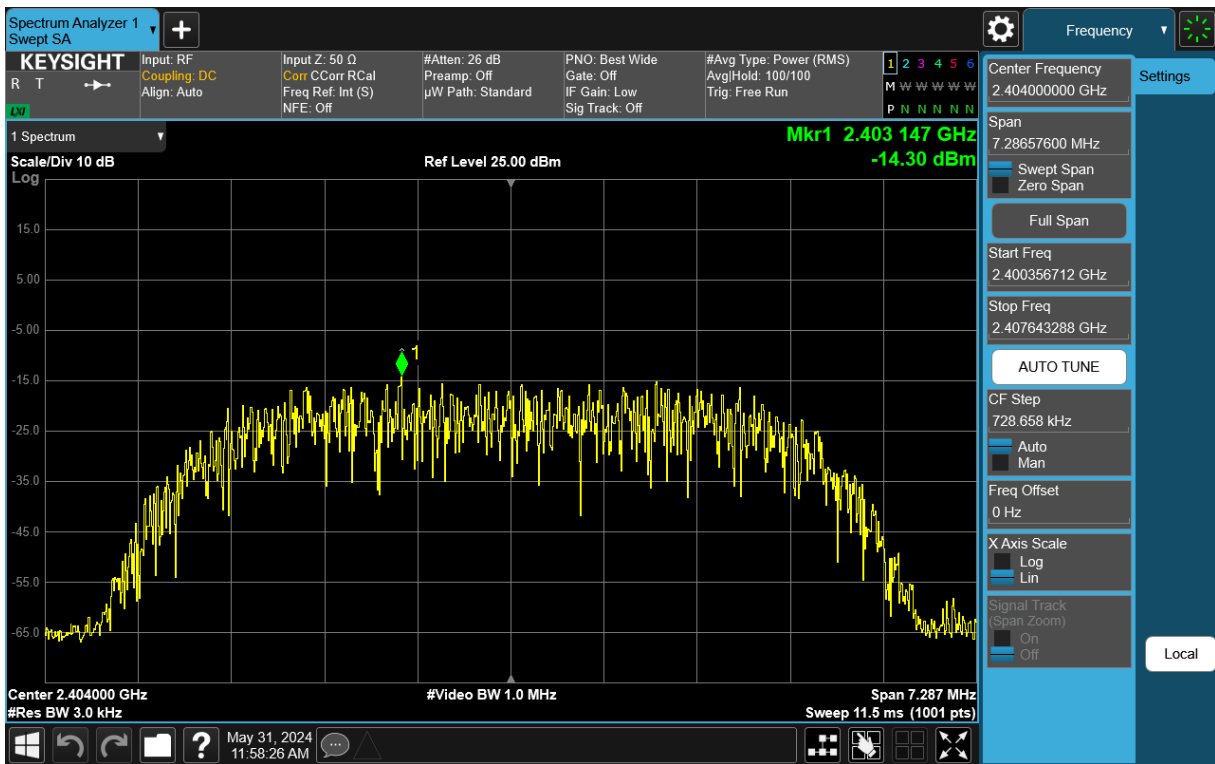 Spectrum Analyzer 1
Swept SA
Frequency
KEYSIGHT
R T
LXI
Input: RF
Coupling: DC
Align: Auto
Input Z: 50 Ω
Corr CCorr RCal
Freq Ref: Int (S)
NFE: Off
#Atten: 26 dB
Preamp: Off
µW Path: Standard
PNO: Best Wide
Gate: Off
IF Gain: Low
Sig Track: Off
#Avg Type: Power (RMS)
Avg|Hold: 100/100
Trig: Free Run
1 2 3 4 5 6
M W W W W W
P N N N N N
1 Spectrum
Mkr1 2.403 147 GHz
Scale/Div 10 dB
Ref Level 25.00 dBm
-14.30 dBm
Log
15.0
5.00
-5.00
1
-15.0
-25.0
-35.0
-45.0
-55.0
-65.0
Center 2.404000 GHz
#Video BW 1.0 MHz
Span 7.287 MHz
#Res BW 3.0 kHz
Sweep 11.5 ms (1001 pts)
Center Frequency
2.404000000 GHz
Settings
Span
7.28657600 MHz
Swept Span
Zero Span
Full Span
Start Freq
2.400356712 GHz
Stop Freq
2.407643288 GHz
AUTO TUNE
CF Step
728.658 kHz
Auto
Man
Freq Offset
0 Hz
X Axis Scale
Log
Lin
Signal Track
(Span Zoom)
On
Off
Local
?
May 31, 2024
11:58:26 AM